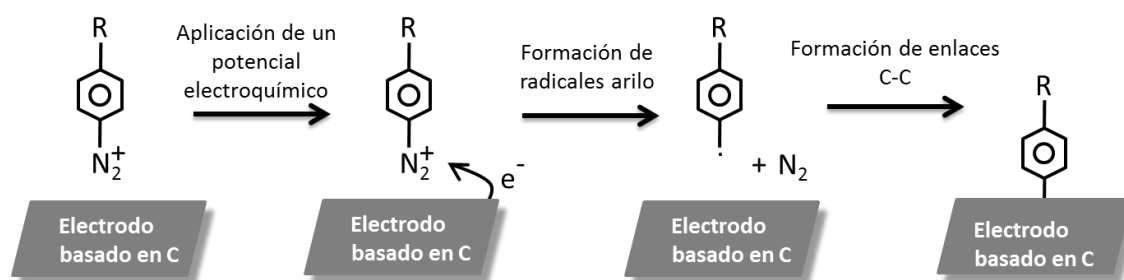 R
N₂⁺
Electrodo
basado en C
Aplicación de un
potencial
electroquímico
R
N₂⁺
e⁻
Electrodo
basado en C
Formación de
radicales arilo
R
+ N₂
Electrodo
basado en C
Formación de enlaces
C-C
R
Electrodo
basado en C